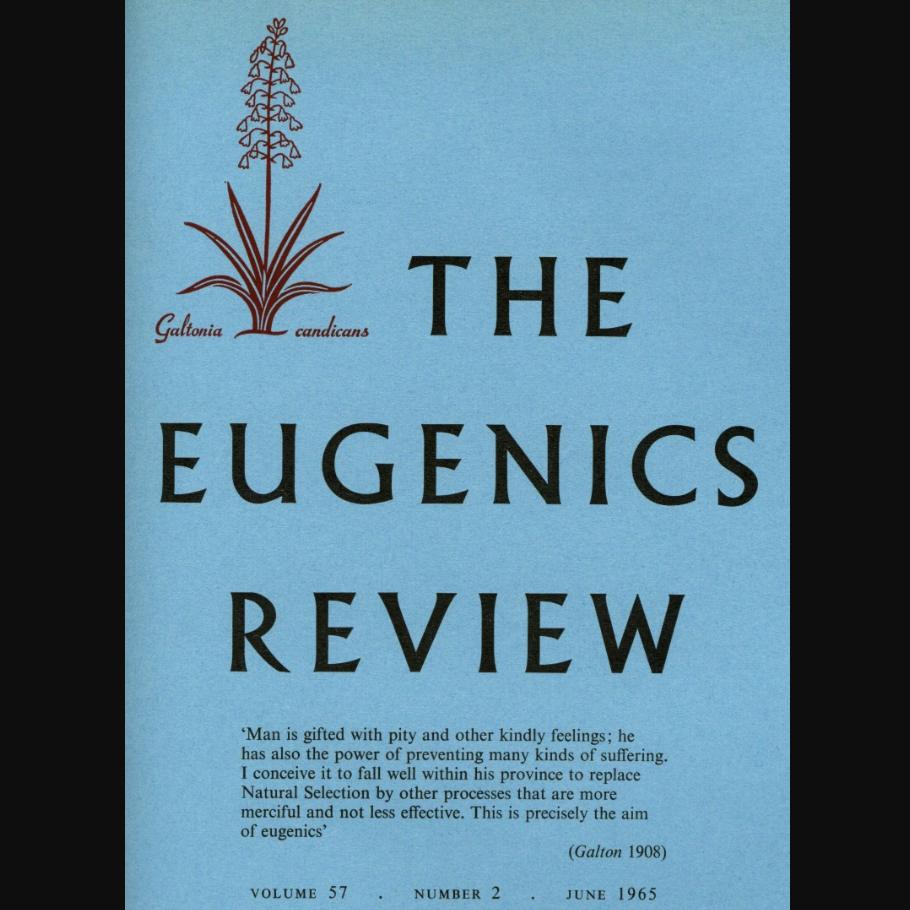 Galtonia candicans
THE
EUGENICS
REVIEW
‘Man is gifted with pity and other kindly feelings; he
has also the power of preventing many kinds of suffering.
I conceive it to fall well within his province to replace
Natural Selection by other processes that are more
merciful and not less effective. This is precisely the aim
of eugenics’
(Galton 1908)
VOLUME 57 . NUMBER 2 . JUNE 1965